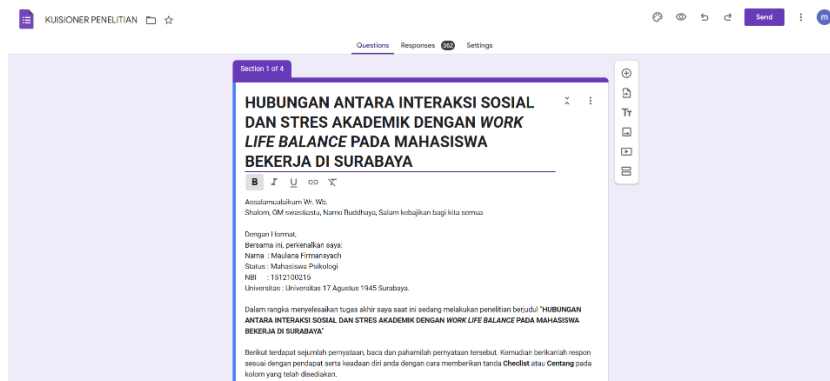 KUISIONER PENELITIAN
Send
m
Questions Responses 362 Settings
Section 1 of 4
HUBUNGAN ANTARA INTERAKSI SOSIAL
DAN STRES AKADEMIK DENGAN WORK
LIFE BALANCE PADA MAHASISWA
BEKERJA DI SURABAYA
B I U
Tт
Assalamualaikum Wr. Wb.
Shalom, OM swastiastu, Namo Buddhaya, Salam kebajikan bagi kita semua
Dengan Hormat,
Bersama ini, perkenalkan saya:
Nama : Maulana Firmansyach
Status : Mahasiswa Psikologi
NBI : 1512100215
Universitas : Universitas 17 Agustus 1945 Surabaya.
Dalam rangka menyelesaikan tugas akhir saya saat ini sedang melakukan penelitian berjudul "HUBUNGAN
ANTARA INTERAKSI SOSIAL DAN STRES AKADEMIK DENGAN WORK LIFE BALANCE PADA MAHASISWA
BEKERJA DI SURABAYA"
Berikut terdapat sejumlah pernyataan, baca dan pahamilah pernyataan tersebut. Kemudian berikanlah respon
sesuai dengan pendapat serta keadaan diri anda dengan cara memberikan tanda Checlist atau Centang pada
kolom yang telah disediakan.